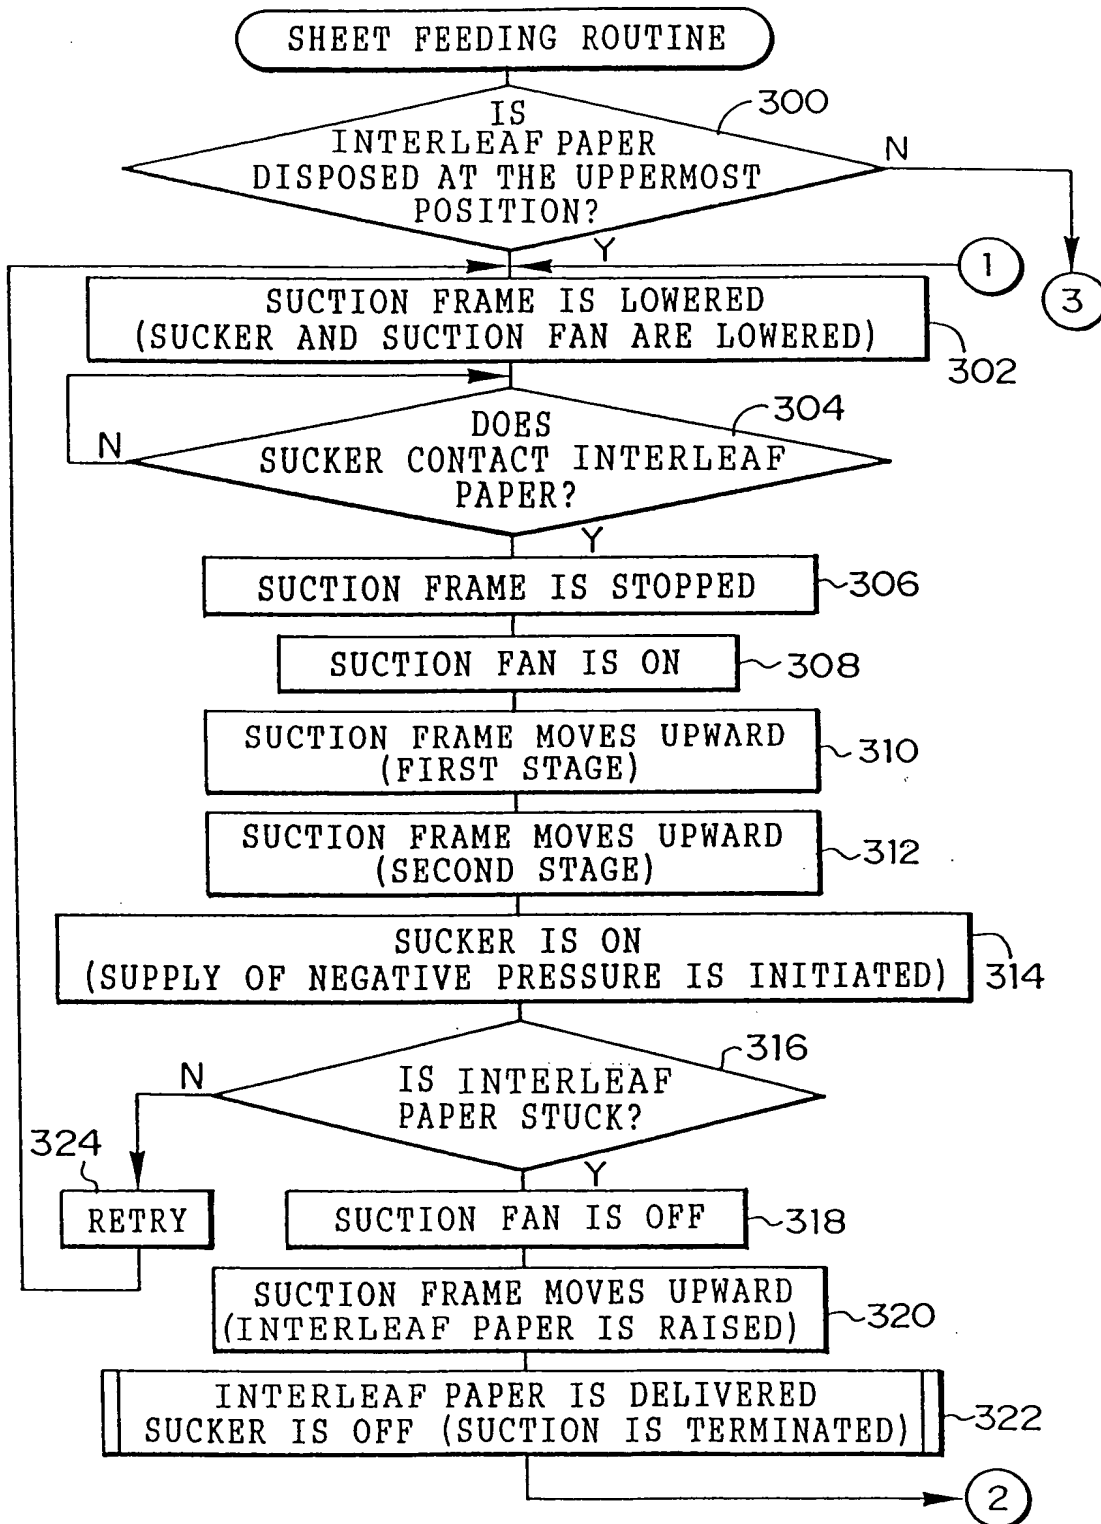 SHEET FEEDING ROUTINE
300
IS
INTERLEAF PAPER
DISPOSED AT THE UPPERMOST
POSITION?
N
Y
1
3
SUCTION FRAME IS LOWERED
(SUCKER AND SUCTION FAN ARE LOWERED)
302
304
DOES
SUCKER CONTACT INTERLEAF
PAPER?
N
Y
SUCTION FRAME IS STOPPED
306
SUCTION FAN IS ON
308
SUCTION FRAME MOVES UPWARD
(FIRST STAGE)
310
SUCTION FRAME MOVES UPWARD
(SECOND STAGE)
312
SUCKER IS ON
(SUPPLY OF NEGATIVE PRESSURE IS INITIATED)
314
316
IS INTERLEAF
PAPER STUCK?
N
Y
324
RETRY
SUCTION FAN IS OFF
318
SUCTION FRAME MOVES UPWARD
(INTERLEAF PAPER IS RAISED)
320
INTERLEAF PAPER IS DELIVERED
SUCKER IS OFF (SUCTION IS TERMINATED)
322
2